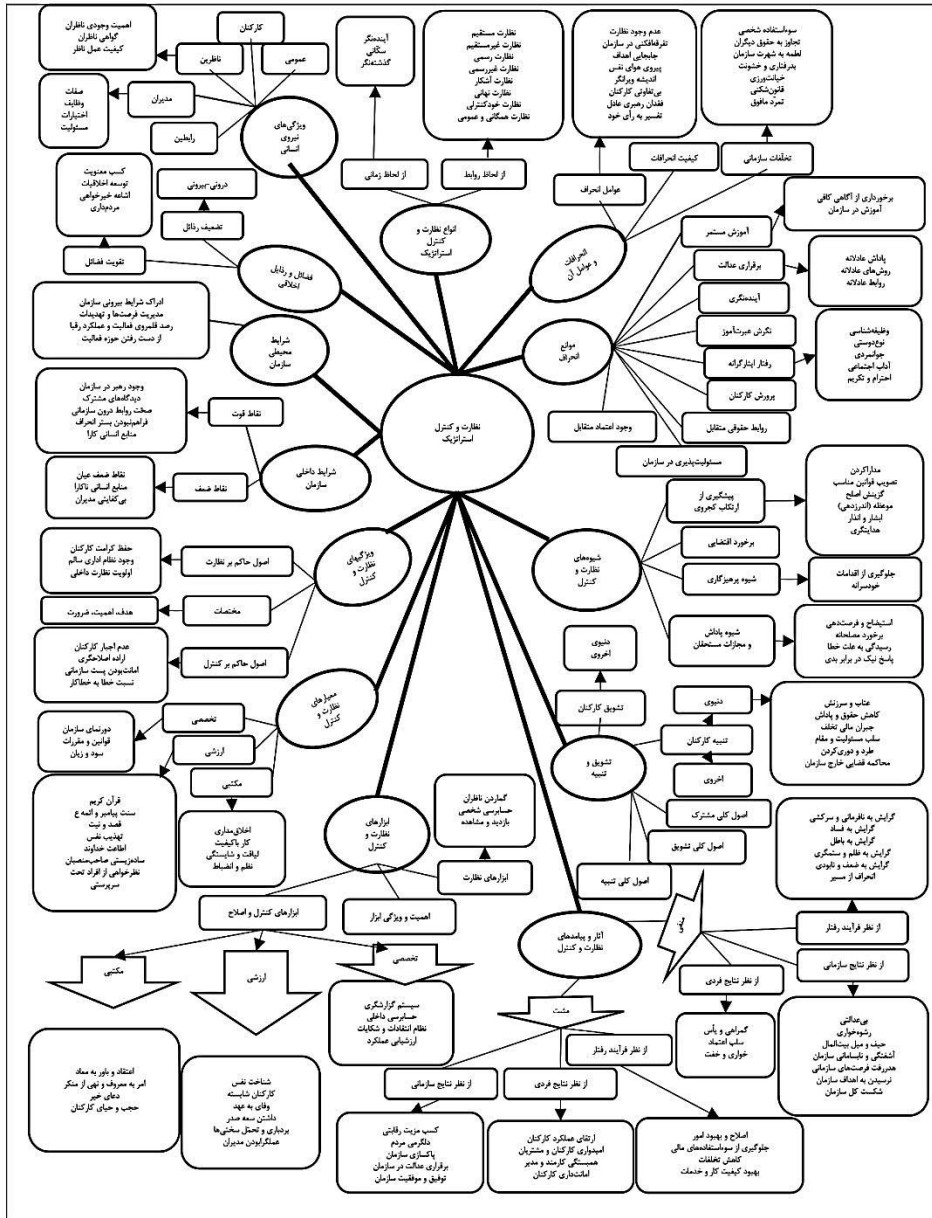 اهمیت وجودی ناظران
گواهی ناظران
کیفیت عمل ناظر
کارکنان
ناظرین
عمومی
مدیران
صفات
وظایف
اختیارات
مسئولیت
رابطین
ویژگی‌های
نیروی
انسانی
آینده‌نگر
سکّانی
گذشته‌نگر
نظارت مستقیم
نظارت غیرمستقیم
نظارت رسمی
نظارت غیررسمی
نظارت آشکار
نظارت نهانی
نظارت خودکنترلی
نظارت همگانی و عمومی
از لحاظ زمانی
از لحاظ روابط
انواع نظارت و
کنترل
استراتژیک
عدم وجود نظارت
تفرقه‌افکنی در سازمان
جابجایی اهداف
پیروی هوای نفس
اندیشه ویرانگر
بی‌تفاوتی کارکنان
فقدان رهبری عادل
تفسیر به رأی خود
سوءاستفاده شخصی
تجاوز به حقوق دیگران
لطمه به شهرت سازمان
بدرفتاری و خشونت
خیانت‌ورزی
قانون‌شکنی
تمرّد مافوق
کیفیت انحرافات
تخلّفات سازمانی
عوامل انحراف
انحرافات
و عوامل آن
کسب معنویت
توسعه اخلاقیات
اشاعه خیرخواهی
مردم‌داری
درونی-بیرونی
تضعیف رذائل
تقویت فضائل
فضائل و رذایل
اخلاقی
برخورداری از آگاهی کافی
آموزش در سازمان
آموزش مستمر
برقراری عدالت
پاداش عادلانه
روش‌های عادلانه
روابط عادلانه
آینده‌نگری
نگرش عبرت‌آموز
رفتار ایثارگرانه
وظیفه‌شناسی
نوع‌دوستی
جوانمردی
آداب اجتماعی
احترام و تکریم
پرورش کارکنان
روابط حقوقی متقابل
وجود اعتماد متقابل
مسئولیت‌پذیری در سازمان
موانع
انحراف
ادراک شرایط بیرونی سازمان
مدیریت فرصت‌ها و تهدیدات
رصد قلمروی فعالیت و عملکرد رقبا
از دست رفتن حوزه فعالیت
شرایط
محیطی
سازمان
نظارت و کنترل
استراتژیک
وجود رهبر در سازمان
دیدگاه‌های مشترک
صحّت روابط درون سازمانی
فراهم‌نبودن بستر انحراف
منابع انسانی کارآ
نقاط قوت
نقاط ضعف
نقاط ضعف عیان
منابع انسانی ناکارا
بی‌کفایتی مدیران
شرایط داخلی
سازمان
حفظ کرامت کارکنان
وجود نظام اداری سالم
اولویت نظارت داخلی
اصول حاکم بر نظارت
هدف، اهمیت، ضرورت
مختصات
عدم اجبار کارکنان
اراده اصلاحگری
امانت‌بودن پست سازمانی
نسبت خطا به خطاکار
اصول حاکم بر کنترل
ویژگیهای
نظارت و
کنترل
مداراکردن
تصویب قوانین مناسب
گزینش اصلح
موعظه (اندرزدهی)
ابشار و انذار
هدایتگری
پیشگیری از
ارتکاب کجروی
برخورد اقتضایی
شیوه پرهیزگاری
جلوگیری از اقدامات
خودسرانه
شیوه پاداش
و مجازات مستحقان
استیضاح و فرصت‌دهی
برخورد مصلحانه
رسیدگی به علت خطا
پاسخ نیک در برابر بدی
شیوه‌های
نظارت و
کنترل
معیارهای
نظارت و
کنترل
تخصصی
ارزشی
مکتبی
دورنمای سازمان
قوانین و مقررات
سود و زیان
قرآن کریم
سنت پیامبر و ائمه ع
قصد و نیت
تهذیب نفس
اطاعت خداوند
ساده‌زیستی صاحب‌منصبان
نظرخواهی از افراد تحت
سرپرستی
اخلاق‌مداری
کار باکیفیت
لیاقت و شایستگی
نظم و انضباط
دنیوی
اخروی
تشویق کارکنان
تشویق و
تنبیه
دنیوی
تنبیه کارکنان
اخروی
عتاب و سرزنش
کاهش حقوق و پاداش
جبران مالی تخلف
سلب مسئولیت و مقام
طرد و دوری‌کردن
محاکمه قضایی خارج سازمان
اصول کلی مشترک
اصول کلی تشویق
اصول کلی تنبیه
ابزارهای
نظارت و
کنترل
گماردن ناظران
حسابرسی شخصی
بازدید و مشاهده
ابزارهای نظارت
اهمیت و ویژگی ابزار
ابزارهای کنترل و اصلاح
مکتبی
ارزشی
تخصصی
اعتقاد و باور به معاد
امر به معروف و نهی از منکر
دعای خیر
حجب و حیای کارکنان
شناخت نفس
کارکنان شایسته
وفای به عهد
داشتن سعه صدر
بردباری و تحمّل سختی‌ها
عملگرابودن مدیران
سیستم گزارشگری
حسابرسی داخلی
نظام انتقادات و شکایات
ارزشیابی عملکرد
آثار و پیامدهای
نظارت و کنترل
منفی
گرایش به نافرمانی و سرکشی
گرایش به فساد
گرایش به باطل
گرایش به ظلم و ستمگری
گرایش به ضعف و نابودی
انحراف از مسیر
از نظر فرآیند رفتار
از نظر نتایج سازمانی
از نظر نتایج فردی
گمراهی و یأس
سلب اعتماد
خواری و خفت
بی‌عدالتی
رشوه‌خواری
حیف و میل بیت‌المال
آشفتگی و نابسامانی سازمان
هدررفت فرصت‌های سازمانی
نرسیدن به اهداف سازمان
شکست کل سازمان
مثبت
از نظر فرآیند رفتار
از نظر نتایج فردی
از نظر نتایج سازمانی
کسب مزیت رقابتی
دلگرمی مردم
پاکسازی سازمان
برقراری عدالت در سازمان
توفیق و موفقیت سازمان
ارتقای عملکرد کارکنان
امیدواری کارکنان و مشتریان
همبستگی کارمند و مدیر
امانت‌داری کارکنان
اصلاح و بهبود امور
جلوگیری از سوءاستفاده‌های مالی
کاهش تخلفات
بهبود کیفیت کار و خدمات